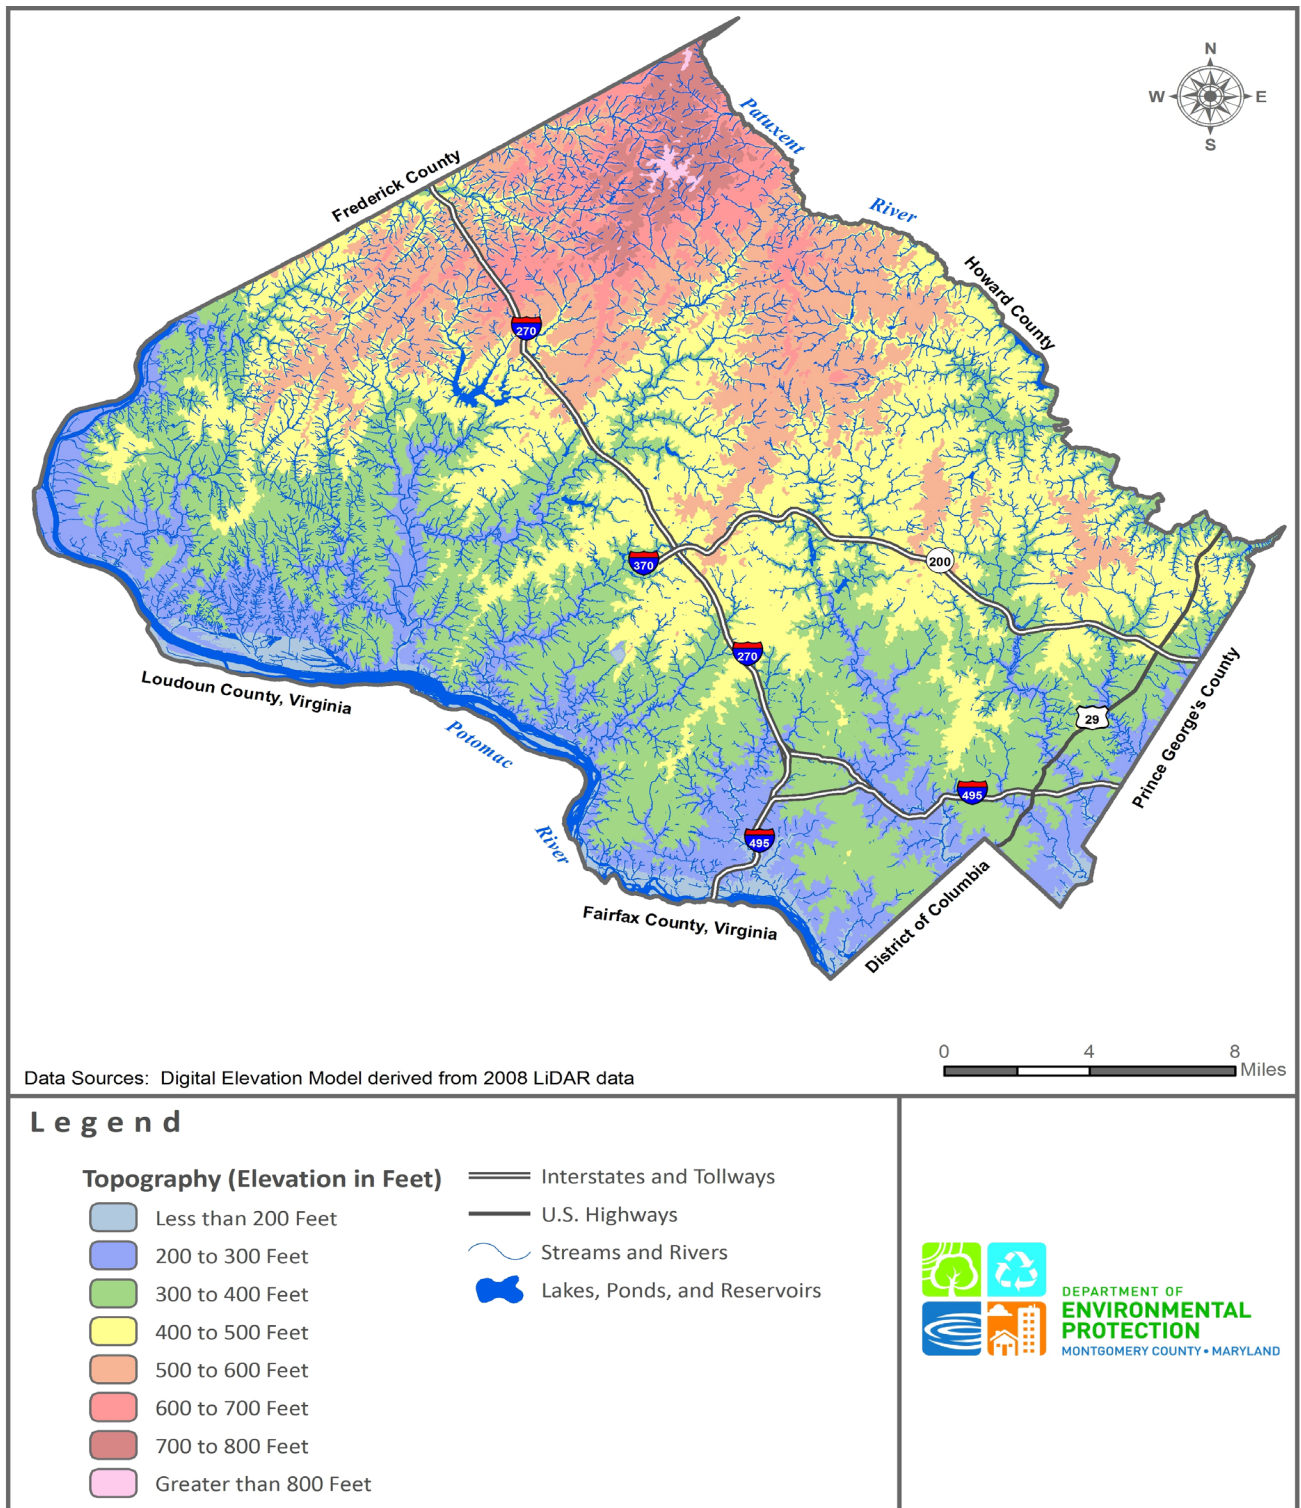 N
W E
S
Patuxent
River
Frederick County
Howard County
270
370
200
270
29
495
495
Loudoun County, Virginia
Potomac
River
Fairfax County, Virginia
District of Columbia
Prince George's County
0 4 8
Miles
Data Sources: Digital Elevation Model derived from 2008 LiDAR data
Legend
Topography (Elevation in Feet)
Less than 200 Feet
200 to 300 Feet
300 to 400 Feet
400 to 500 Feet
500 to 600 Feet
600 to 700 Feet
700 to 800 Feet
Greater than 800 Feet
Interstates and Tollways
U.S. Highways
Streams and Rivers
Lakes, Ponds, and Reservoirs
DEPARTMENT OF
ENVIRONMENTAL
PROTECTION
MONTGOMERY COUNTY • MARYLAND